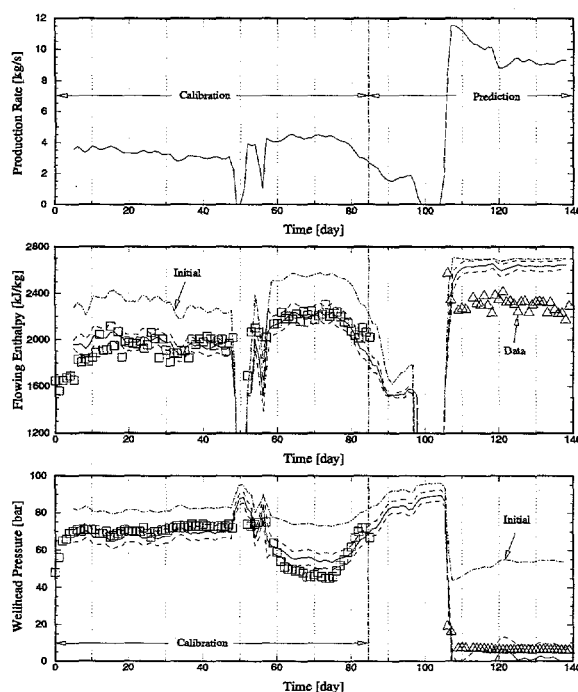 12
10
8
6
4
2
0
Production Rate [kg/s]
Calibration
Prediction
0 20 40 60 80 100 120 140
Time [day]
2800
2400
2000
1600
1200
Flowing Enthalpy [kJ/kg]
Initial
Data
0 20 40 60 80 100 120 140
Time [day]
100
80
60
40
20
0
Wellhead Pressure [bar]
Initial
Calibration
0 20 40 60 80 100 120 140
Time [day]